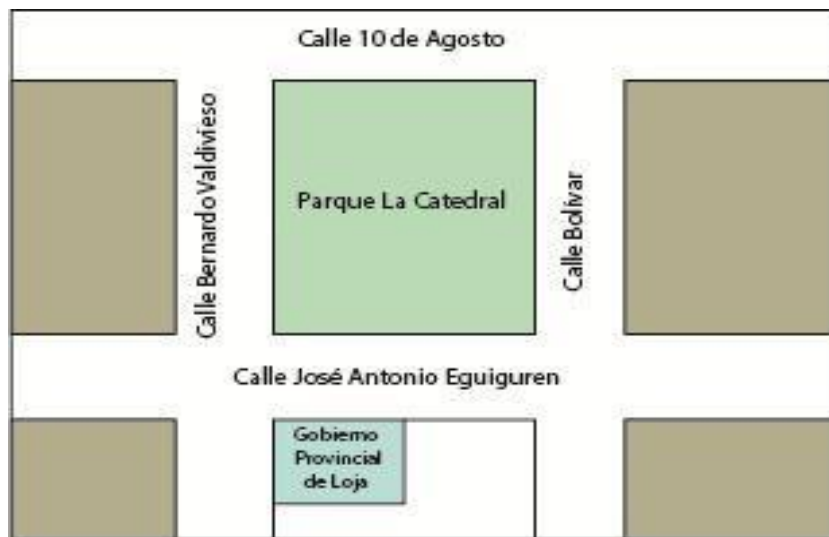 Calle 10 de Agosto
Calle Bernardo Valdivieso
Parque La Catedral
Calle Bolívar
Calle José Antonio Eguiguren
Gobierno
Provincial
de Loja